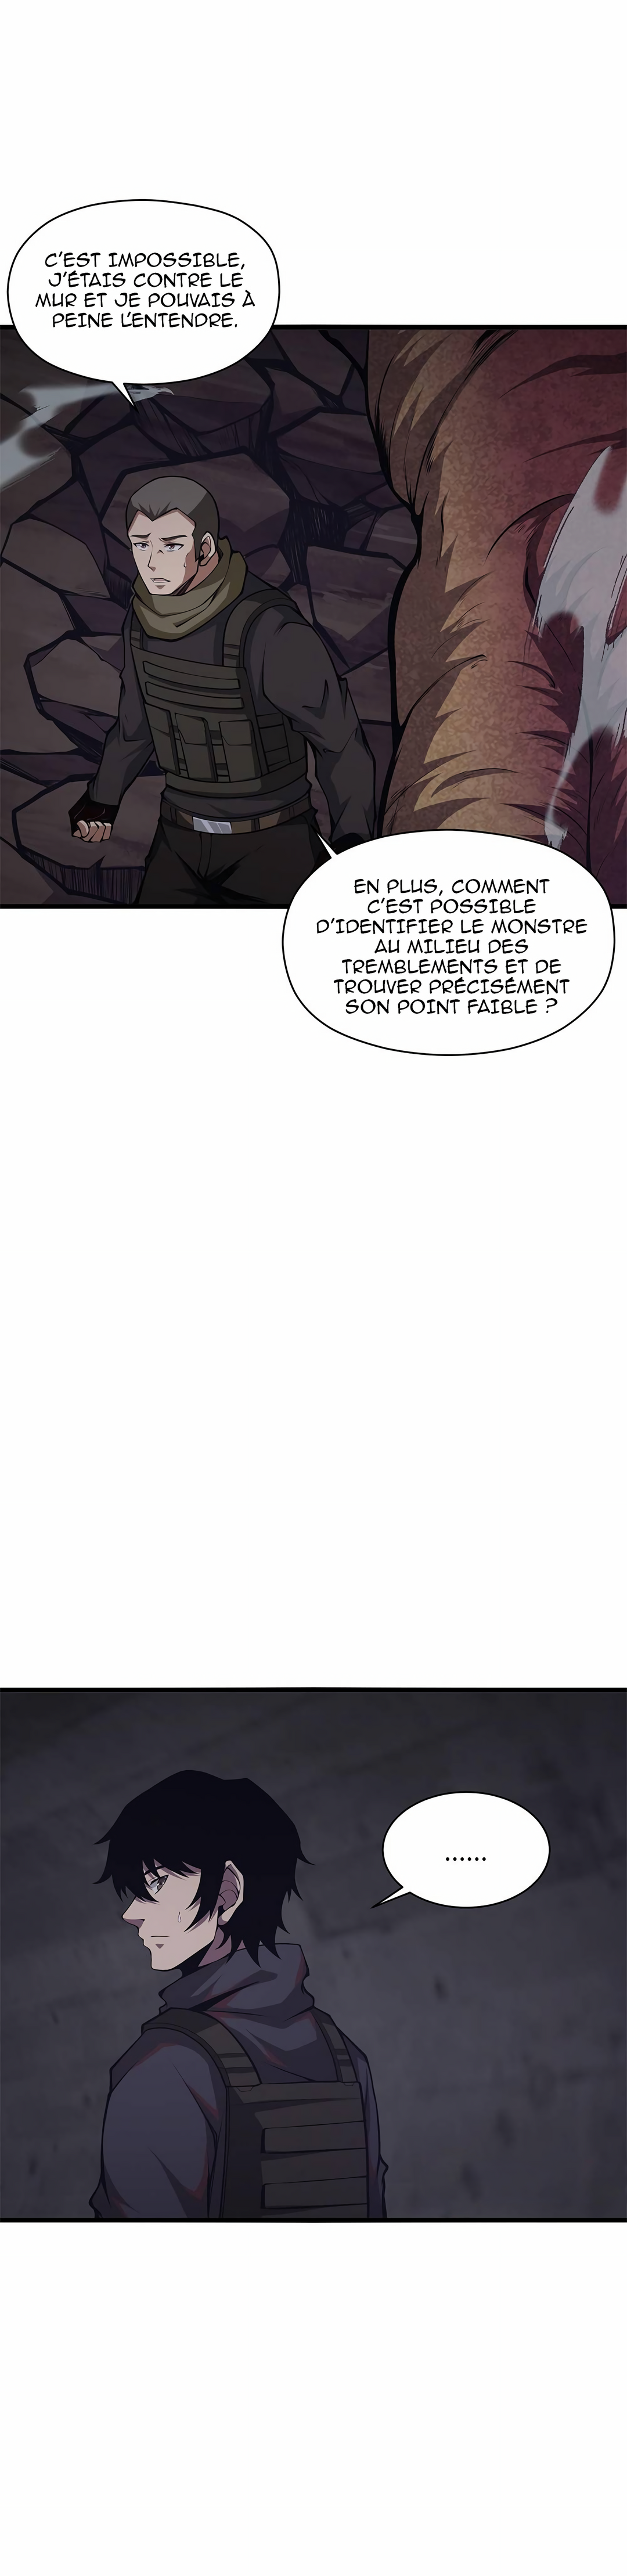 C'EST IMPOSSIBLE,
J'ÉTAIS CONTRE LE
MUR ET JE POUVAIS À
PEINE L'ENTENDRE.
EN PLUS, COMMENT
C'EST POSSIBLE
D'IDENTIFIER LE MONSTRE
AU MILIEU DES
TREMBLEMENTS ET DE
TROUVER PRÉCISÉMENT
SON POINT FAIBLE ?
......